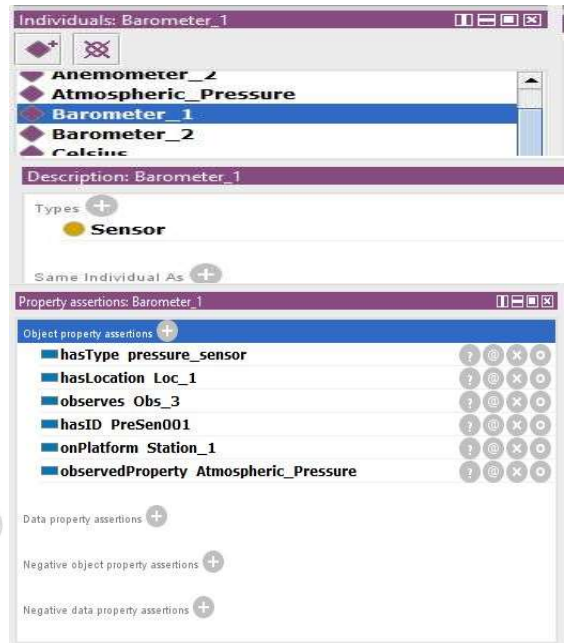 Individuals: Barometer_1
Anemometer_2
Atmospheric_Pressure
Barometer_1
Barometer_2
Celsius
Description: Barometer_1
Types
Sensor
Same Individual As
Property assertions: Barometer_1
Object property assertions
hasType pressure_sensor
hasLocation Loc_1
observes Obs_3
hasID PreSen001
onPlatform Station_1
observedProperty Atmospheric_Pressure
Data property assertions
Negative object property assertions
Negative data property assertions